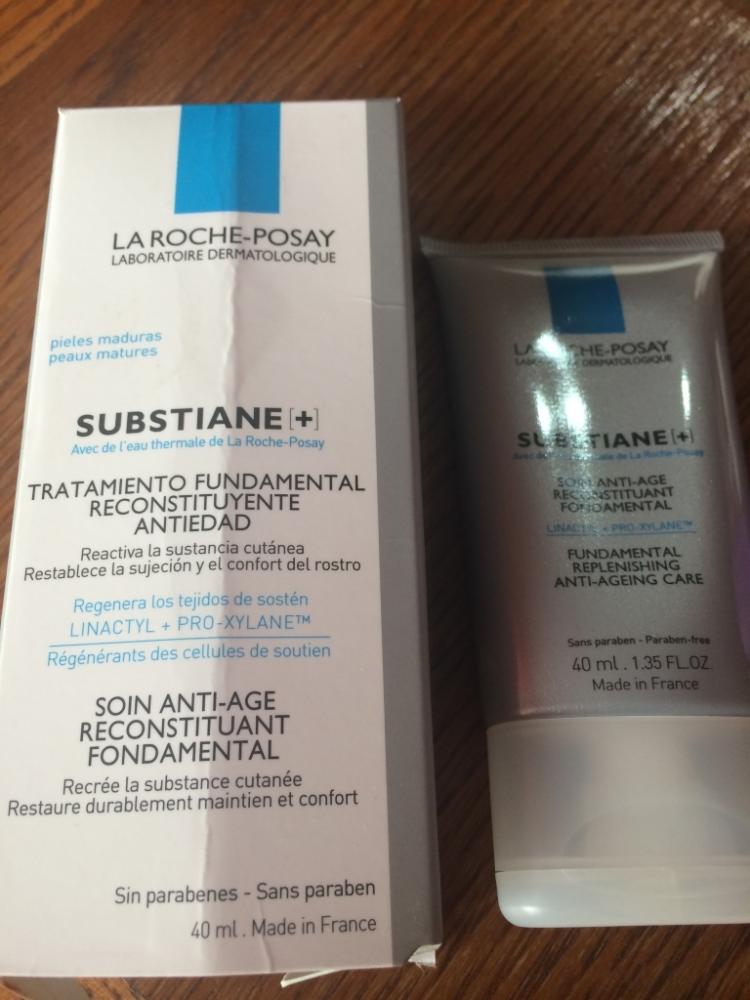 LA ROCHE-POSAY
LABORATOIRE DERMATOLOGIQUE
pieles maduras
peaux matures
SUBSTIANE [+]
Avec de l'eau thermale de La Roche-Posay
TRATAMIENTO FUNDAMENTAL
RECONSTITUYENTE
ANTIEDAD
Reactiva la sustancia cutánea
Restablece la sujeción y el confort del rostro
Regenera los tejidos de sostén
LINACTYL + PRO-XYLANE™
Régénérants des cellules de soutien
SOIN ANTI-AGE
RECONSTITUANT
FONDAMENTAL
Recrée la substance cutanée
Restaure durablement maintien et confort
Sin parabenes - Sans paraben
40 ml . Made in France
LA ROCHE-POSAY
LABORATOIRE DERMATOLOGIQUE
SUBSTIANE [+]
Avec de l'eau thermale de La Roche-Posay
SOIN ANTI-AGE
RECONSTITUANT
FONDAMENTAL
LINACTYL + PRO-XYLANE™
FUNDAMENTAL
REPLENISHING
ANTI-AGEING CARE
Sans paraben - Paraben-free
40 ml . 1.35 FL.OZ.
Made in France